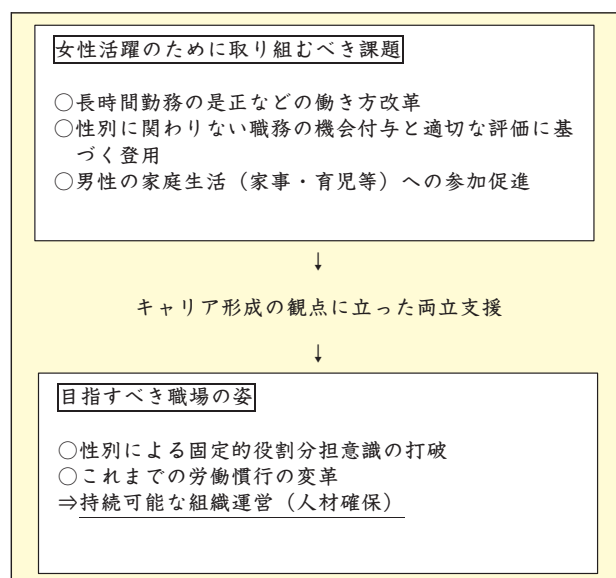 女性活躍のために取り組むべき課題
○長時間勤務の是正などの働き方改革
○性別に関わりない職務の機会付与と適切な評価に基
づく登用
○男性の家庭生活（家事・育児等）への参加促進
↓
キャリア形成の観点に立った両立支援
↓
目指すべき職場の姿
○性別による固定的役割分担意識の打破
○これまでの労働慣行の変革
⇒持続可能な組織運営（人材確保）